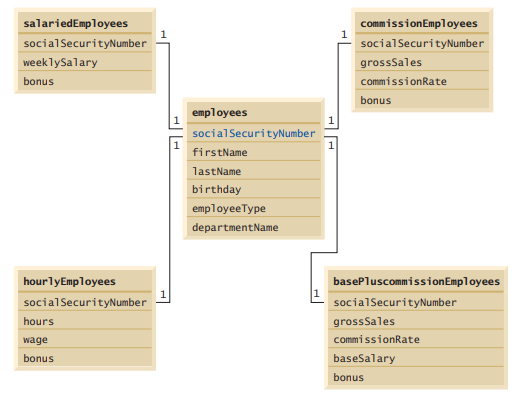 salariedEmployees
socialSecurityNumber
weeklySalary
bonus
1
commissionEmployees
socialSecurityNumber
grossSales
commissionRate
bonus
1
employees
socialSecurityNumber
firstName
lastName
birthday
employeeType
departmentName
1
1
1
1
hourlyEmployees
socialSecurityNumber
hours
wage
bonus
1
basePluscommissionEmployees
socialSecurityNumber
grossSales
commissionRate
baseSalary
bonus
1